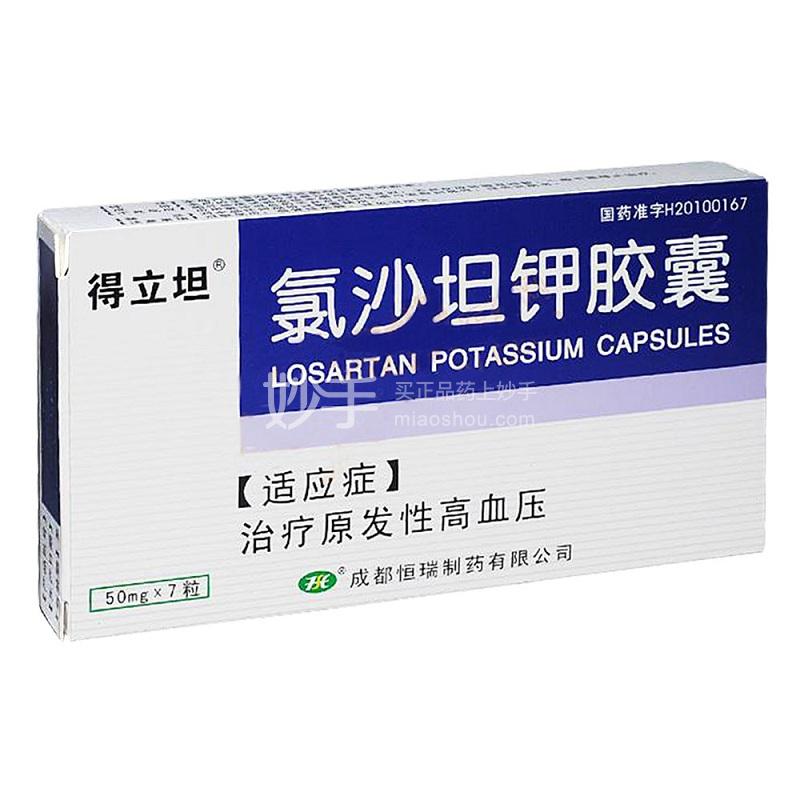 国药准字H20100167
得立坦®
氯沙坦钾胶囊
LOSARTAN POTASSIUM CAPSULES
妙手 买正品药上妙手
miaoshou.com
【适应症】
治疗原发性高血压
成都恒瑞制药有限公司
50mg×7粒